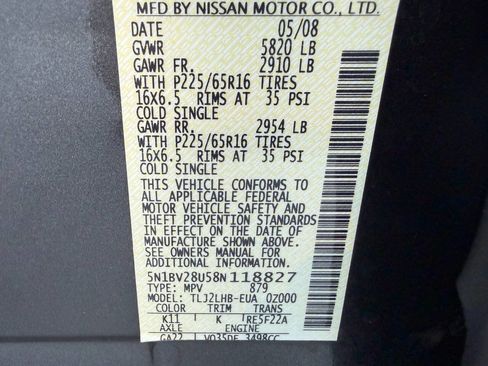 MFD BY NISSAN MOTOR CO., LTD.
DATE 05/08
GVWR 5820 LB
GAWR FR. 2910 LB
WITH P225/65R16 TIRES
16X6.5 RIMS AT 35 PSI
COLD SINGLE
GAWR RR. 2954 LB
WITH P225/65R16 TIRES
16X6.5 RIMS AT 35 PSI
COLD SINGLE
THIS VEHICLE CONFORMS TO
ALL APPLICABLE FEDERAL
MOTOR VEHICLE SAFETY AND
THEFT PREVENTION STANDARDS
IN EFFECT ON THE DATE OF
MANUFACTURE SHOWN ABOVE.
SEE OWNERS MANUAL FOR
ADDITIONAL INFORMATION.
5N1BV28U58N118827
TYPE: MPV 879
MODEL: TLJ2LHB-EUA 0Z000
COLOR TRIM TRANS
K11 K RE5F22A
AXLE ENGINE
GA22 VQ35DE 3498CC